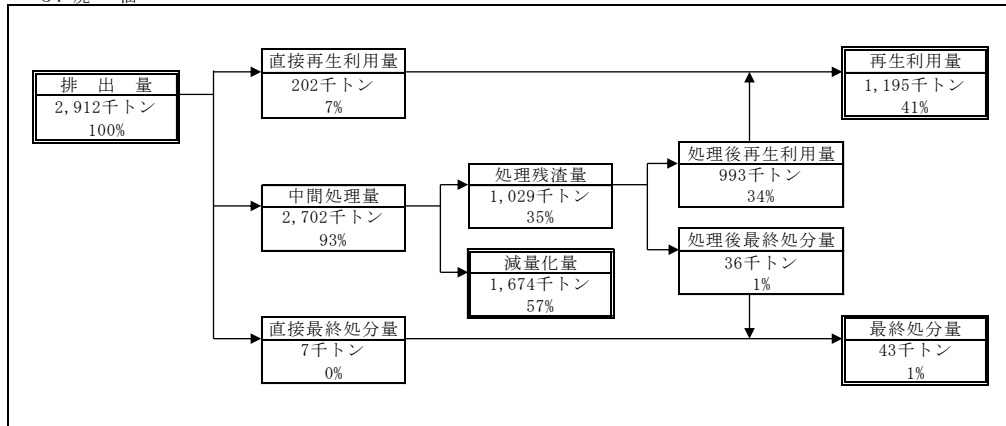 直接再生利用量
202千トン
7%
再生利用量
1,195千トン
41%
排　出　量
2,912千トン
100%
処理後再生利用量
993千トン
34%
処理残渣量
1,029千トン
35%
中間処理量
2,702千トン
93%
処理後最終処分量
36千トン
1%
減量化量
1,674千トン
57%
直接最終処分量
7千トン
0%
最終処分量
43千トン
1%